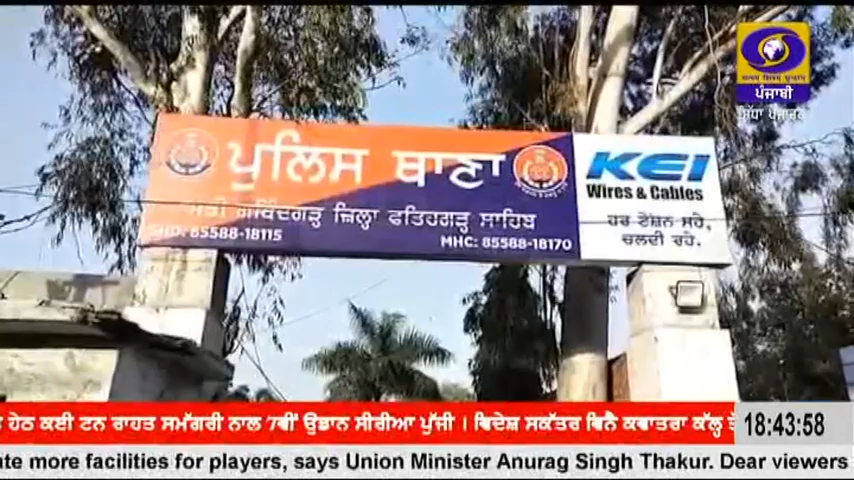 ਪੰਜਾਬੀ
ਪੁਲਿਸ ਥਾਣਾ
ਮੰਡੀ ਗੋਬਿੰਦਗੜ੍ਹ ਜ਼ਿਲ੍ਹਾ ਫਤਿਹਗੜ੍ਹ ਸਾਹਿਬ
SHO: 85588-18115
MHC: 85588-18170
KEI
Wires & Cables
ਹਰ ਟੈਂਸ਼ਨ ਸਹੇ,
ਚਲਦੀ ਰਹੇ.
ਹੇਠ ਕਈ ਟਨ ਰਾਹਤ ਸਮੱਗਰੀ ਨਾਲ 7ਵੀਂ ਉਡਾਨ ਸੀਰੀਆ ਪੁੱਜੀ । ਵਿਦੇਸ਼ ਸਕੱਤਰ ਵਿਨੈ ਕਵਾਤਰਾ ਕੱਲ੍ਹ
18:43:58
ate more facilities for players, says Union Minister Anurag Singh Thakur. Dear viewers